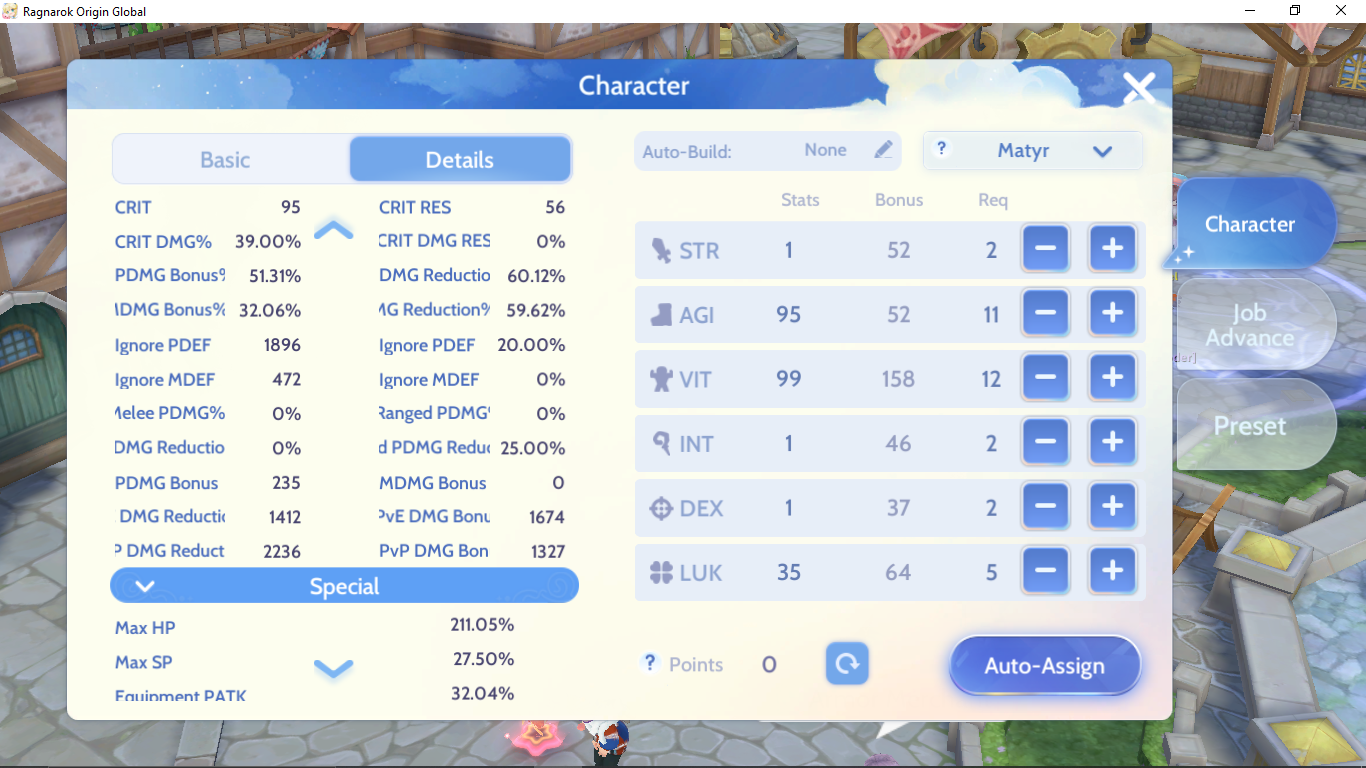 Ragnarok Origin Global
Character
Basic
Details
CRIT 95 CRIT RES 56
CRIT DMG% 39.00% CRIT DMG RES 0%
PDMG Bonus% 51.31% DMG Reductio 60.12%
MDMG Bonus% 32.06% MG Reduction% 59.62%
Ignore PDEF 1896 Ignore PDEF 20.00%
Ignore MDEF 472 Ignore MDEF 0%
Melee PDMG% 0% Ranged PDMG% 0%
DMG Reductio 0% d PDMG Redu 25.00%
PDMG Bonus 235 MDMG Bonus 0
DMG Reducti 1412 PvE DMG Bonu 1674
P DMG Reduct 2236 PvP DMG Bon 1327
Special
Max HP 211.05%
Max SP 27.50%
Equipment PATK 32.04%
Auto-Build: None
? Matyr
Stats Bonus Req
STR 1 52 2
AGI 95 52 11
VIT 99 158 12
INT 1 46 2
DEX 1 37 2
LUK 35 64 5
? Points 0
Auto-Assign
Character
Job
Advance
Preset